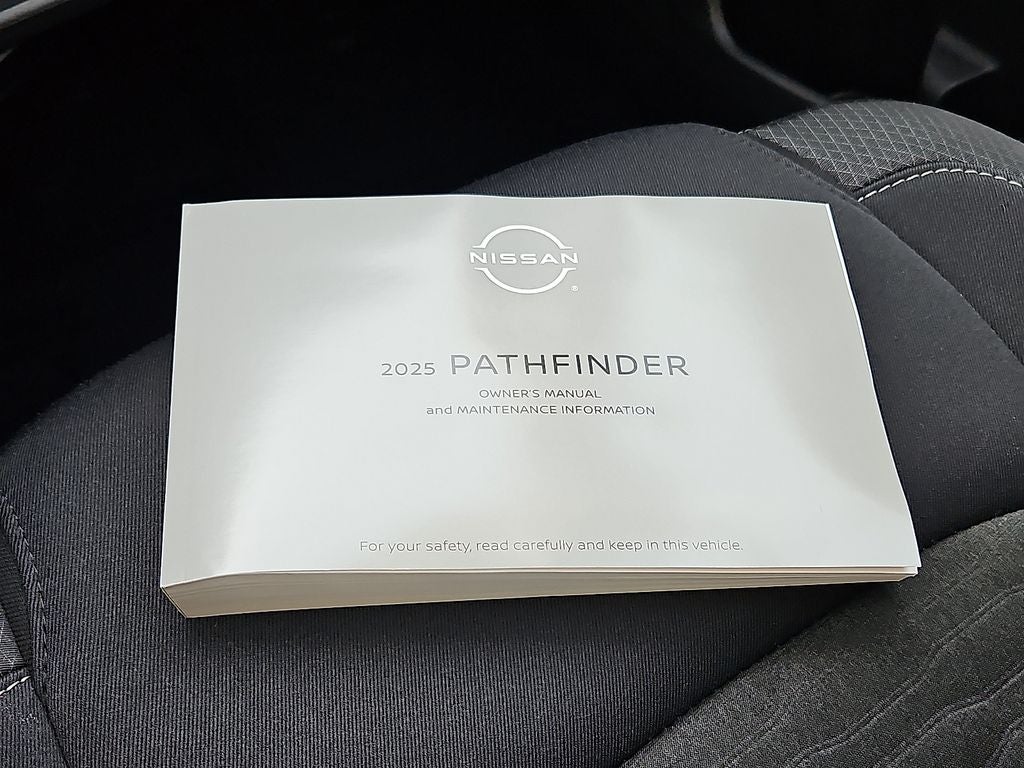 NISSAN
®
2025 PATHFINDER
OWNER'S MANUAL
and MAINTENANCE INFORMATION
For your safety, read carefully and keep in this vehicle.